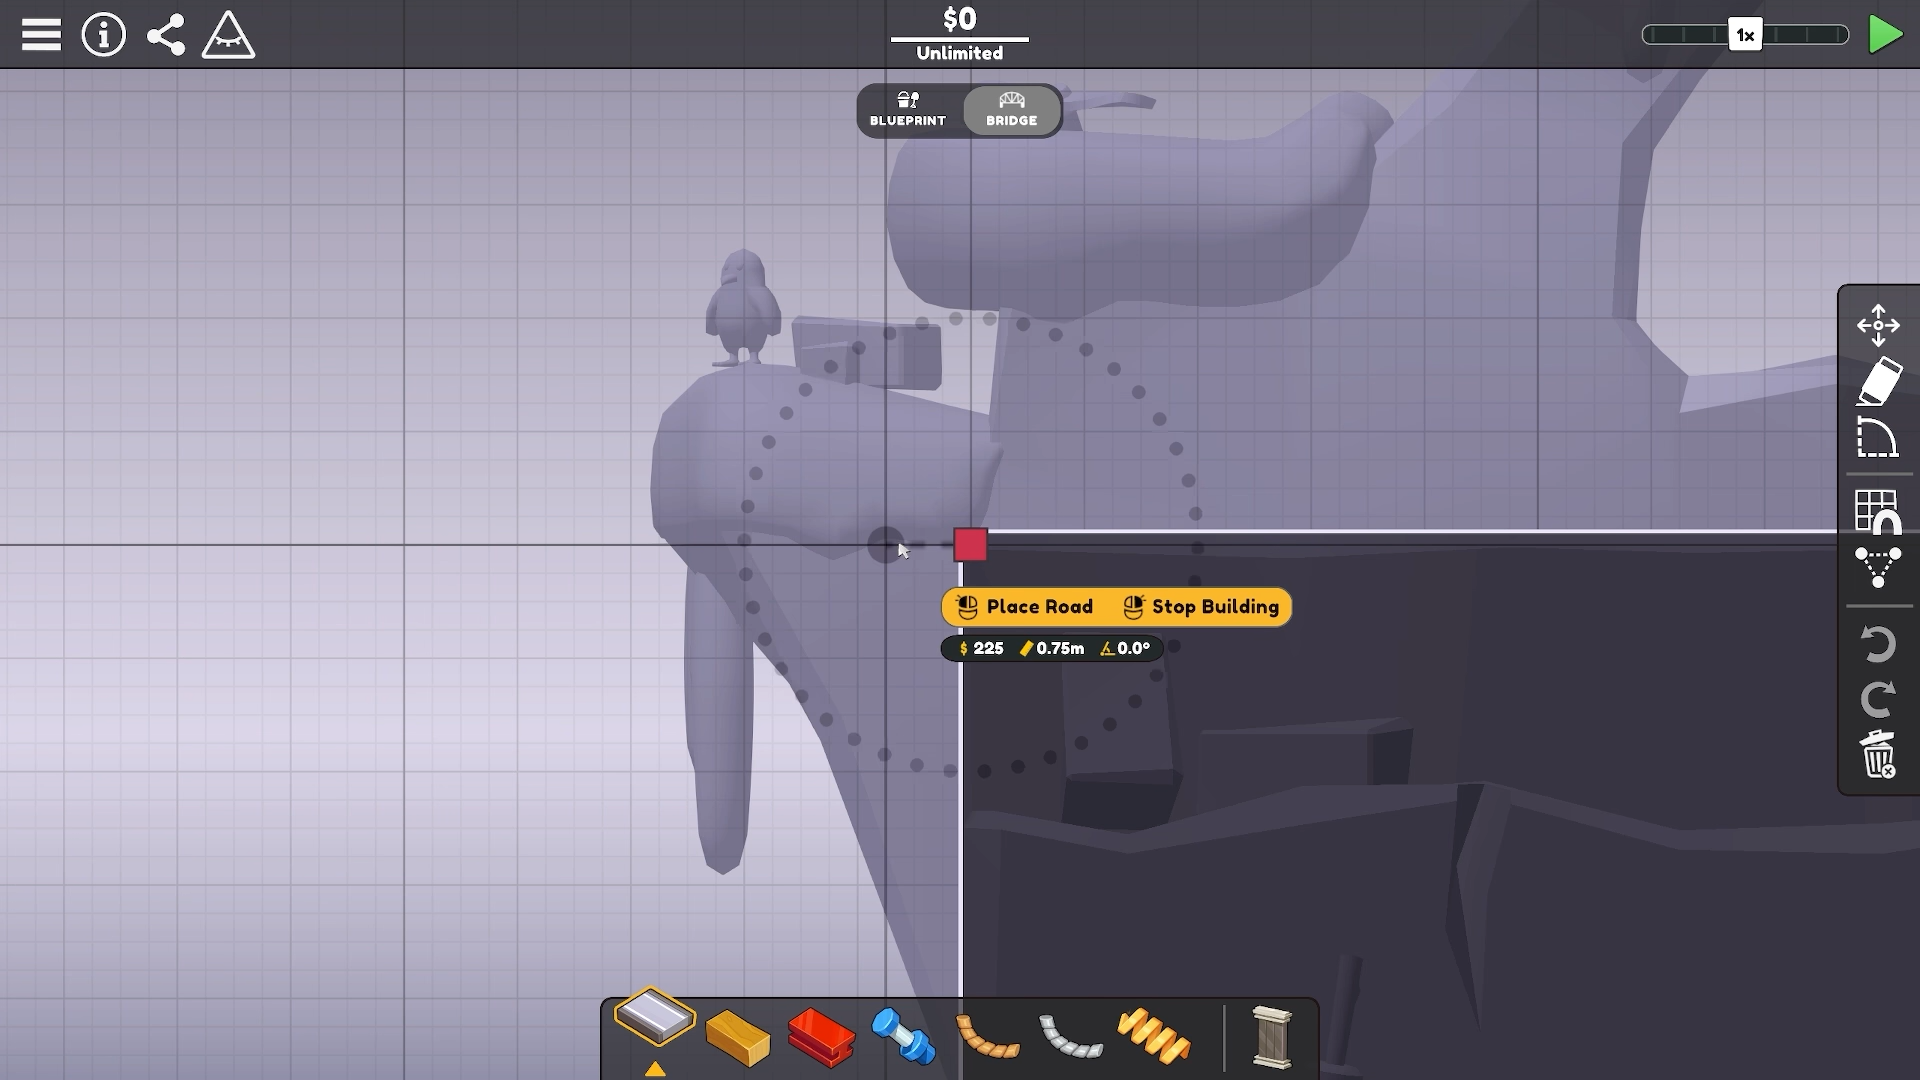 $0
Unlimited
1x
BLUEPRINT
BRIDGE
Place Road Stop Building
$ 225 0.75m 0.0°